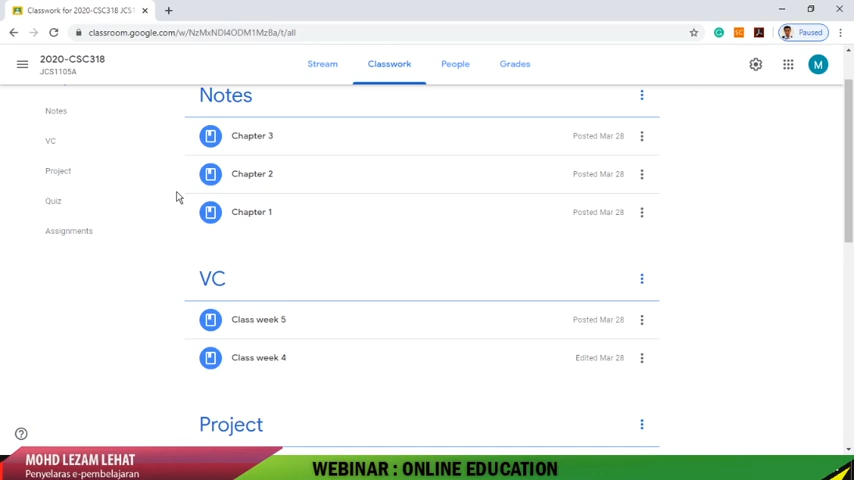 Classwork for 2020-CSC318 JCS1
classroom.google.com/w/NzMxNDI4ODM1Mz8a/t/all
Paused
2020-CSC318
JCS1105A
Stream
Classwork
People
Grades
M
Notes
VC
Project
Quiz
Assignments
Notes
Chapter 3
Posted Mar 28
Chapter 2
Posted Mar 28
Chapter 1
Posted Mar 28
VC
Class week 5
Posted Mar 28
Class week 4
Edited Mar 28
Project
MOHD LEZAM LEHAT
Penyelaras e-pembelajaran
WEBINAR : ONLINE EDUCATION